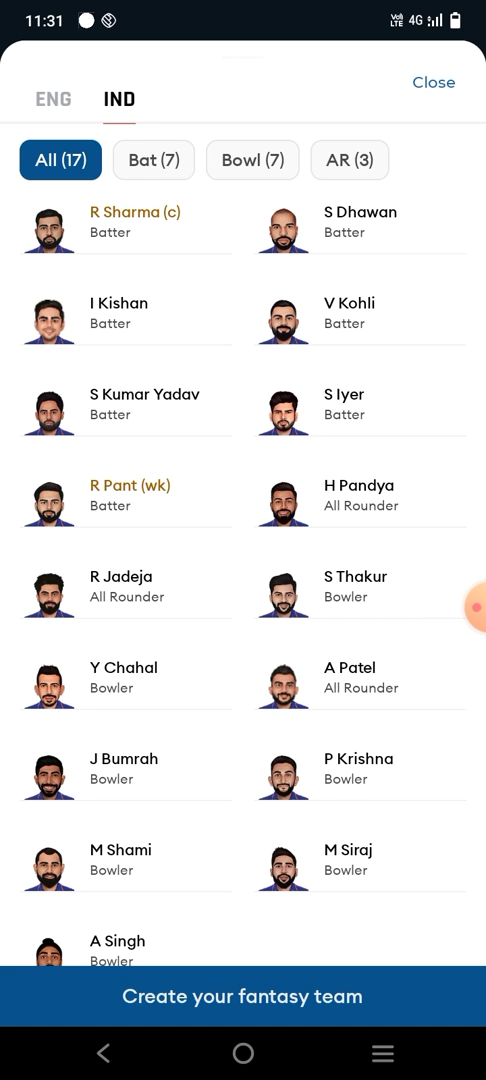 11:31
Voll LTE 4G
Close
ENG IND
All (17) Bat (7) Bowl (7) AR (3)
R Sharma (c)
Batter
S Dhawan
Batter
I Kishan
Batter
V Kohli
Batter
S Kumar Yadav
Batter
S Iyer
Batter
R Pant (wk)
Batter
H Pandya
All Rounder
R Jadeja
All Rounder
S Thakur
Bowler
Y Chahal
Bowler
A Patel
All Rounder
J Bumrah
Bowler
P Krishna
Bowler
M Shami
Bowler
M Siraj
Bowler
A Singh
Bowler
Create your fantasy team